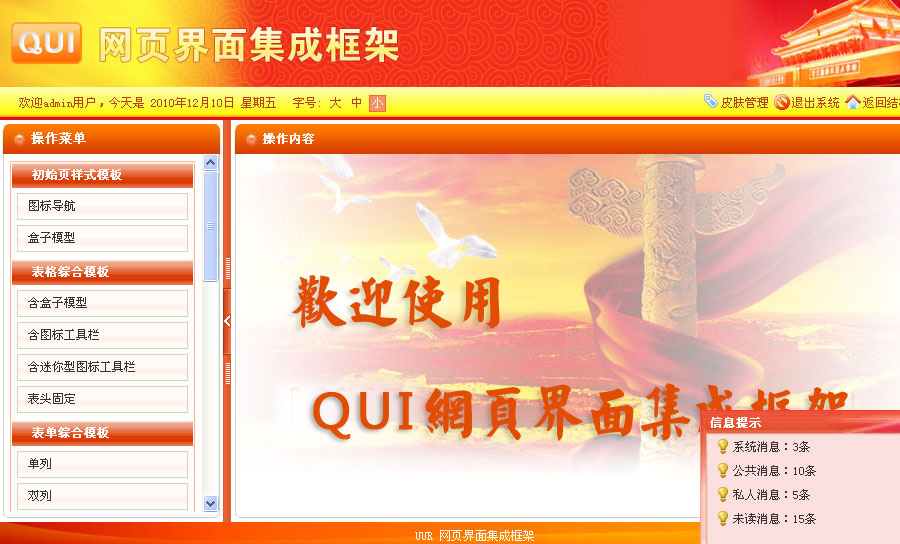 QUI 网页界面集成框架
欢迎admin用户，今天是 2010年12月10日 星期五 字号: 大 中 小
皮肤管理 退出系统 返回结
操作菜单
初始页样式模板
图标导航
盒子模型
表格综合模板
含盒子模型
含图标工具栏
含迷你型图标工具栏
表头固定
表单综合模板
单列
双列
操作内容
歡迎使用
QUI網頁界面集成框架
信息提示
系统消息：3条
公共消息：10条
私人消息：5条
未读消息：15条
UUR 网页界面集成框架